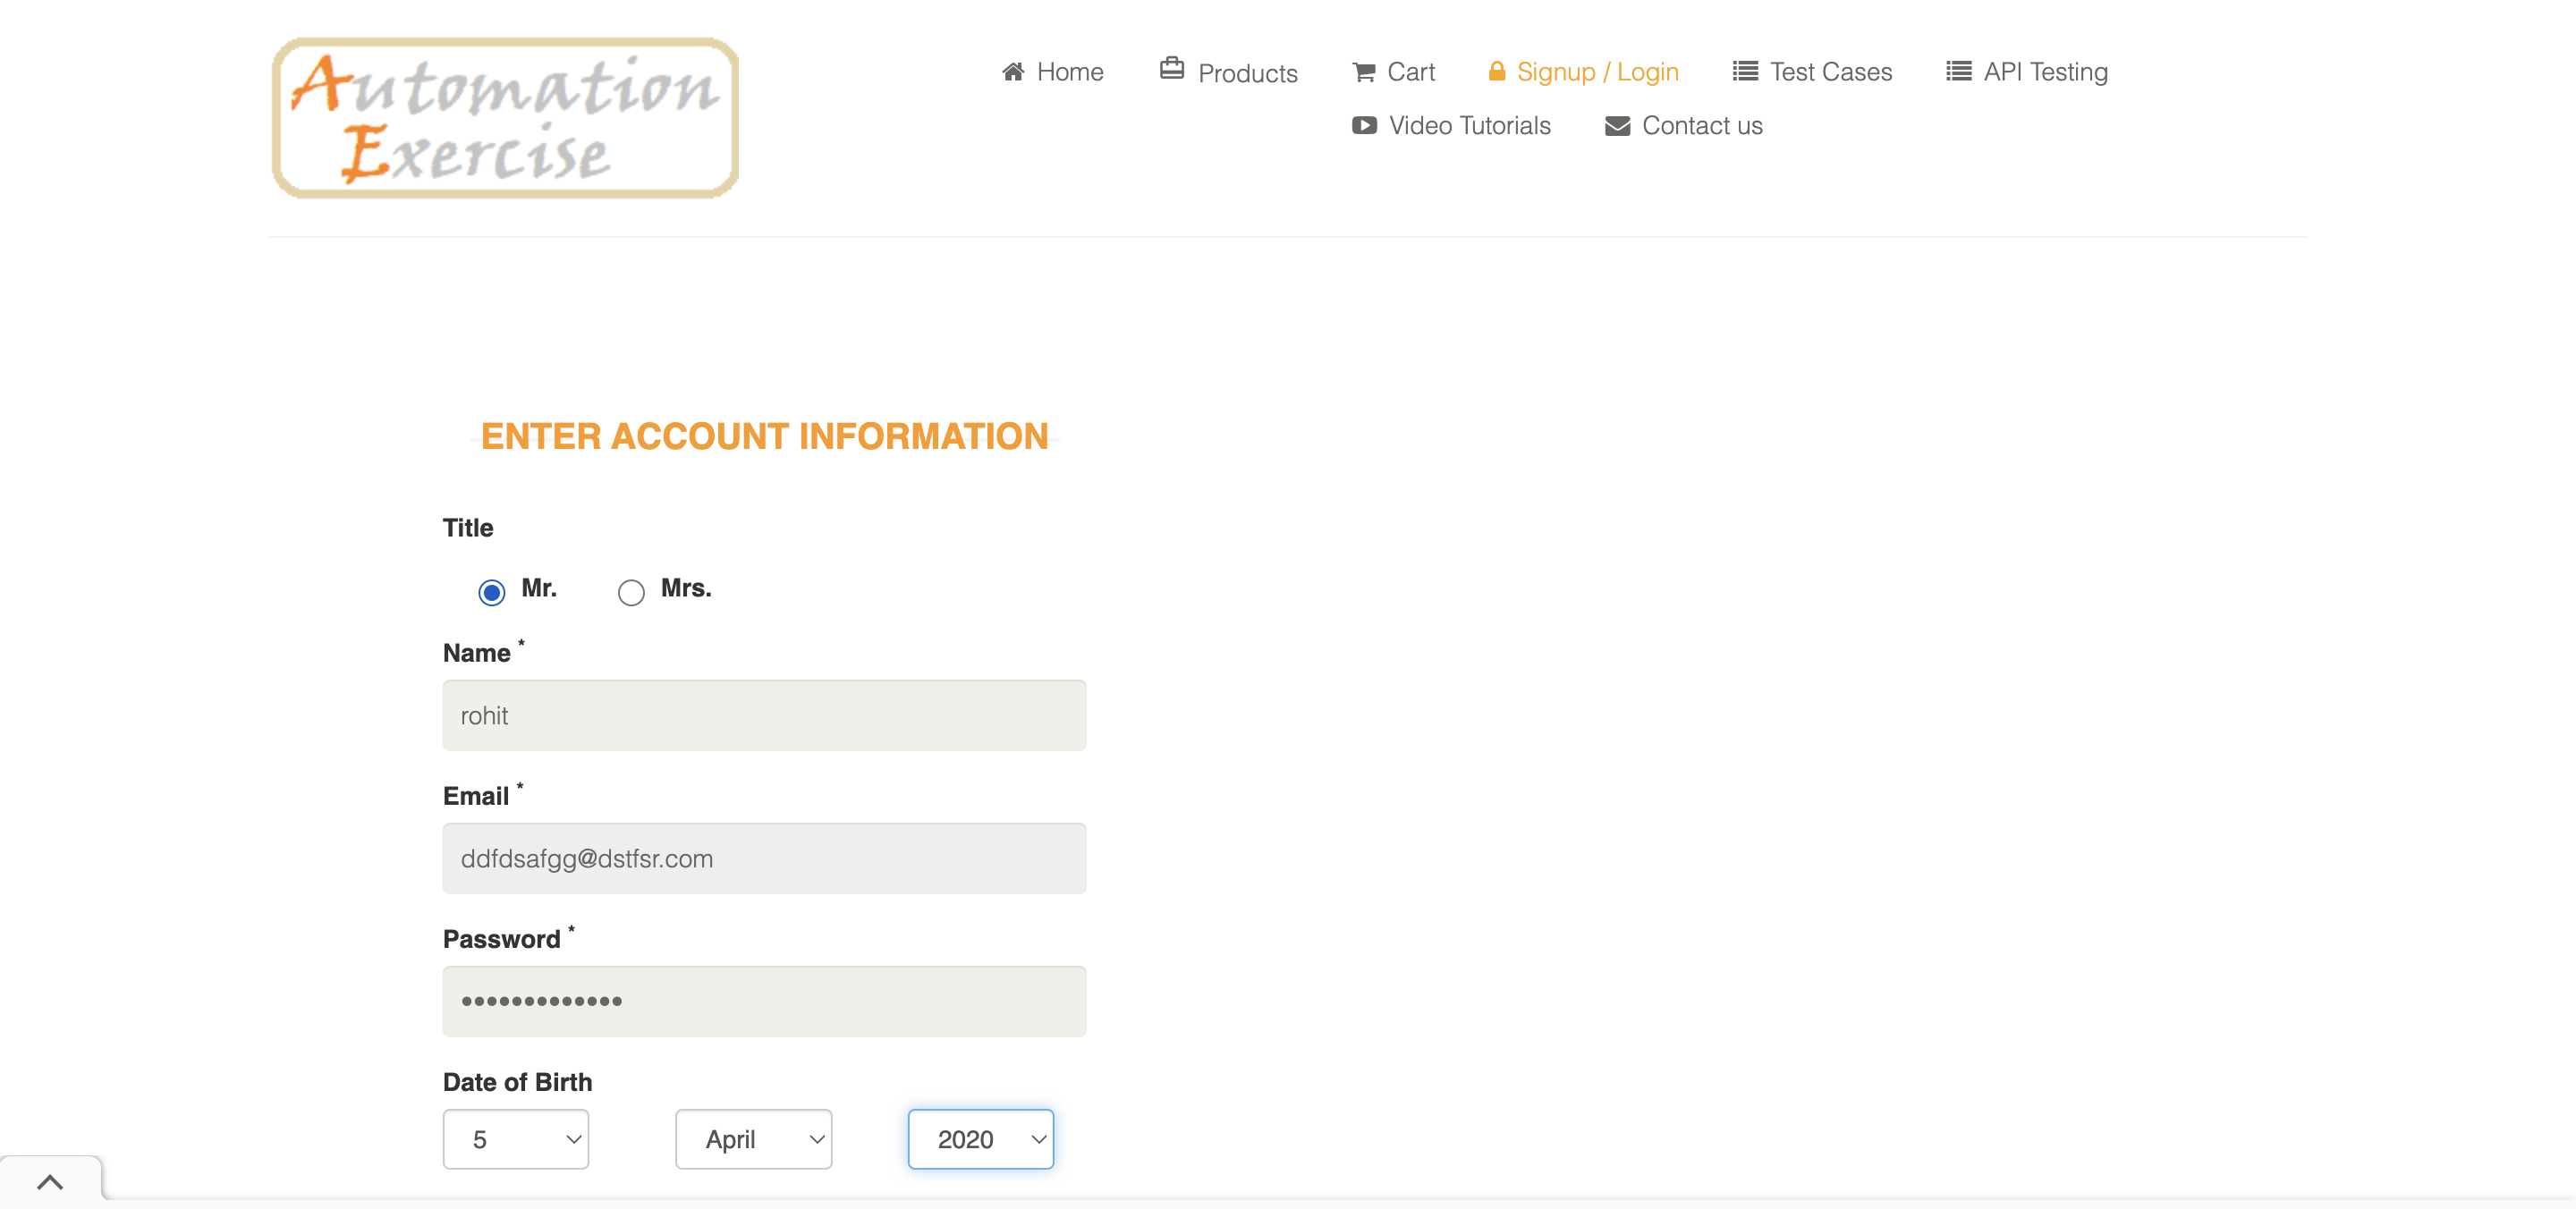 Automation
Exercise
Home
Products
Cart
Signup / Login
Test Cases
API Testing
Video Tutorials
Contact us
ENTER ACCOUNT INFORMATION
Title
Mr.
Mrs.
Name *
rohit
Email *
ddfdsafgg@dstfsr.com
Password *
•••••••••••••
Date of Birth
5
April
2020